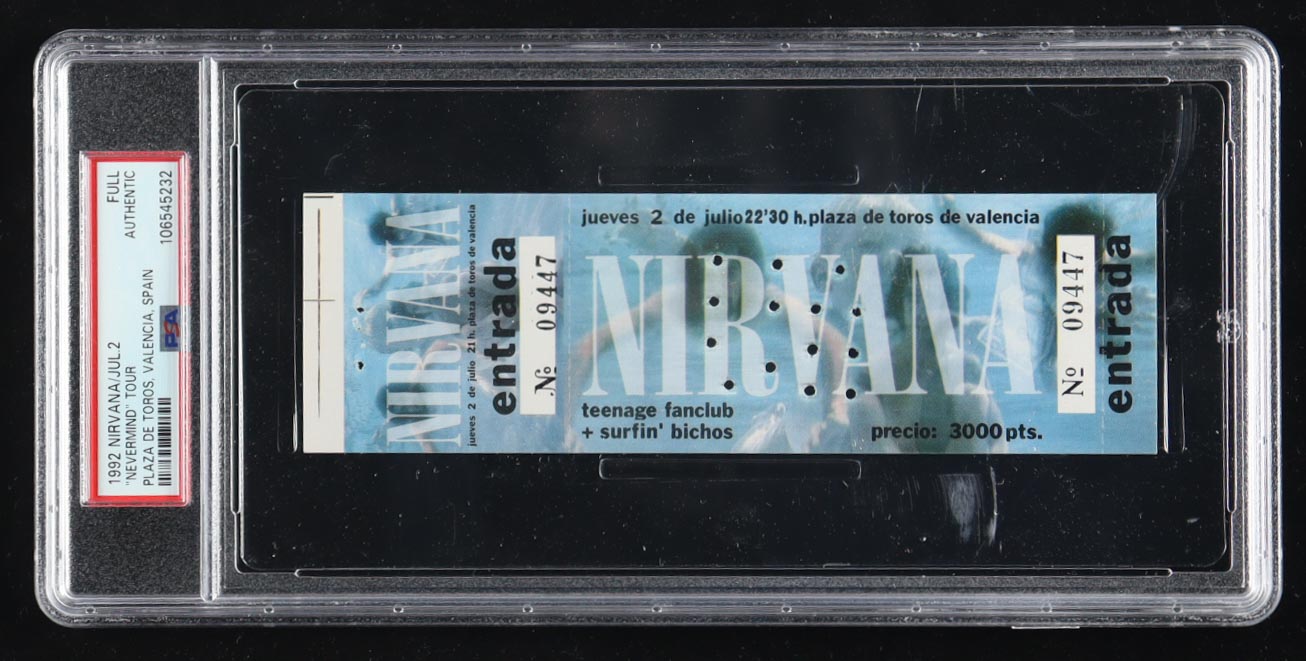 1992 NIRVANA/JUL.2
FULL
"NEVERMIND" TOUR
AUTHENTIC
PLAZA DE TOROS, VALENCIA, SPAIN
106545232
PSA
NIRVANA
jueves 2 de julio 21 h. plaza de toros de valencia
entrada
No 09447
jueves 2 de julio 22'30 h. plaza de toros de valencia
NIRVANA
teenage fanclub
+ surfin' bichos
precio: 3000 pts.
No 09447
entrada